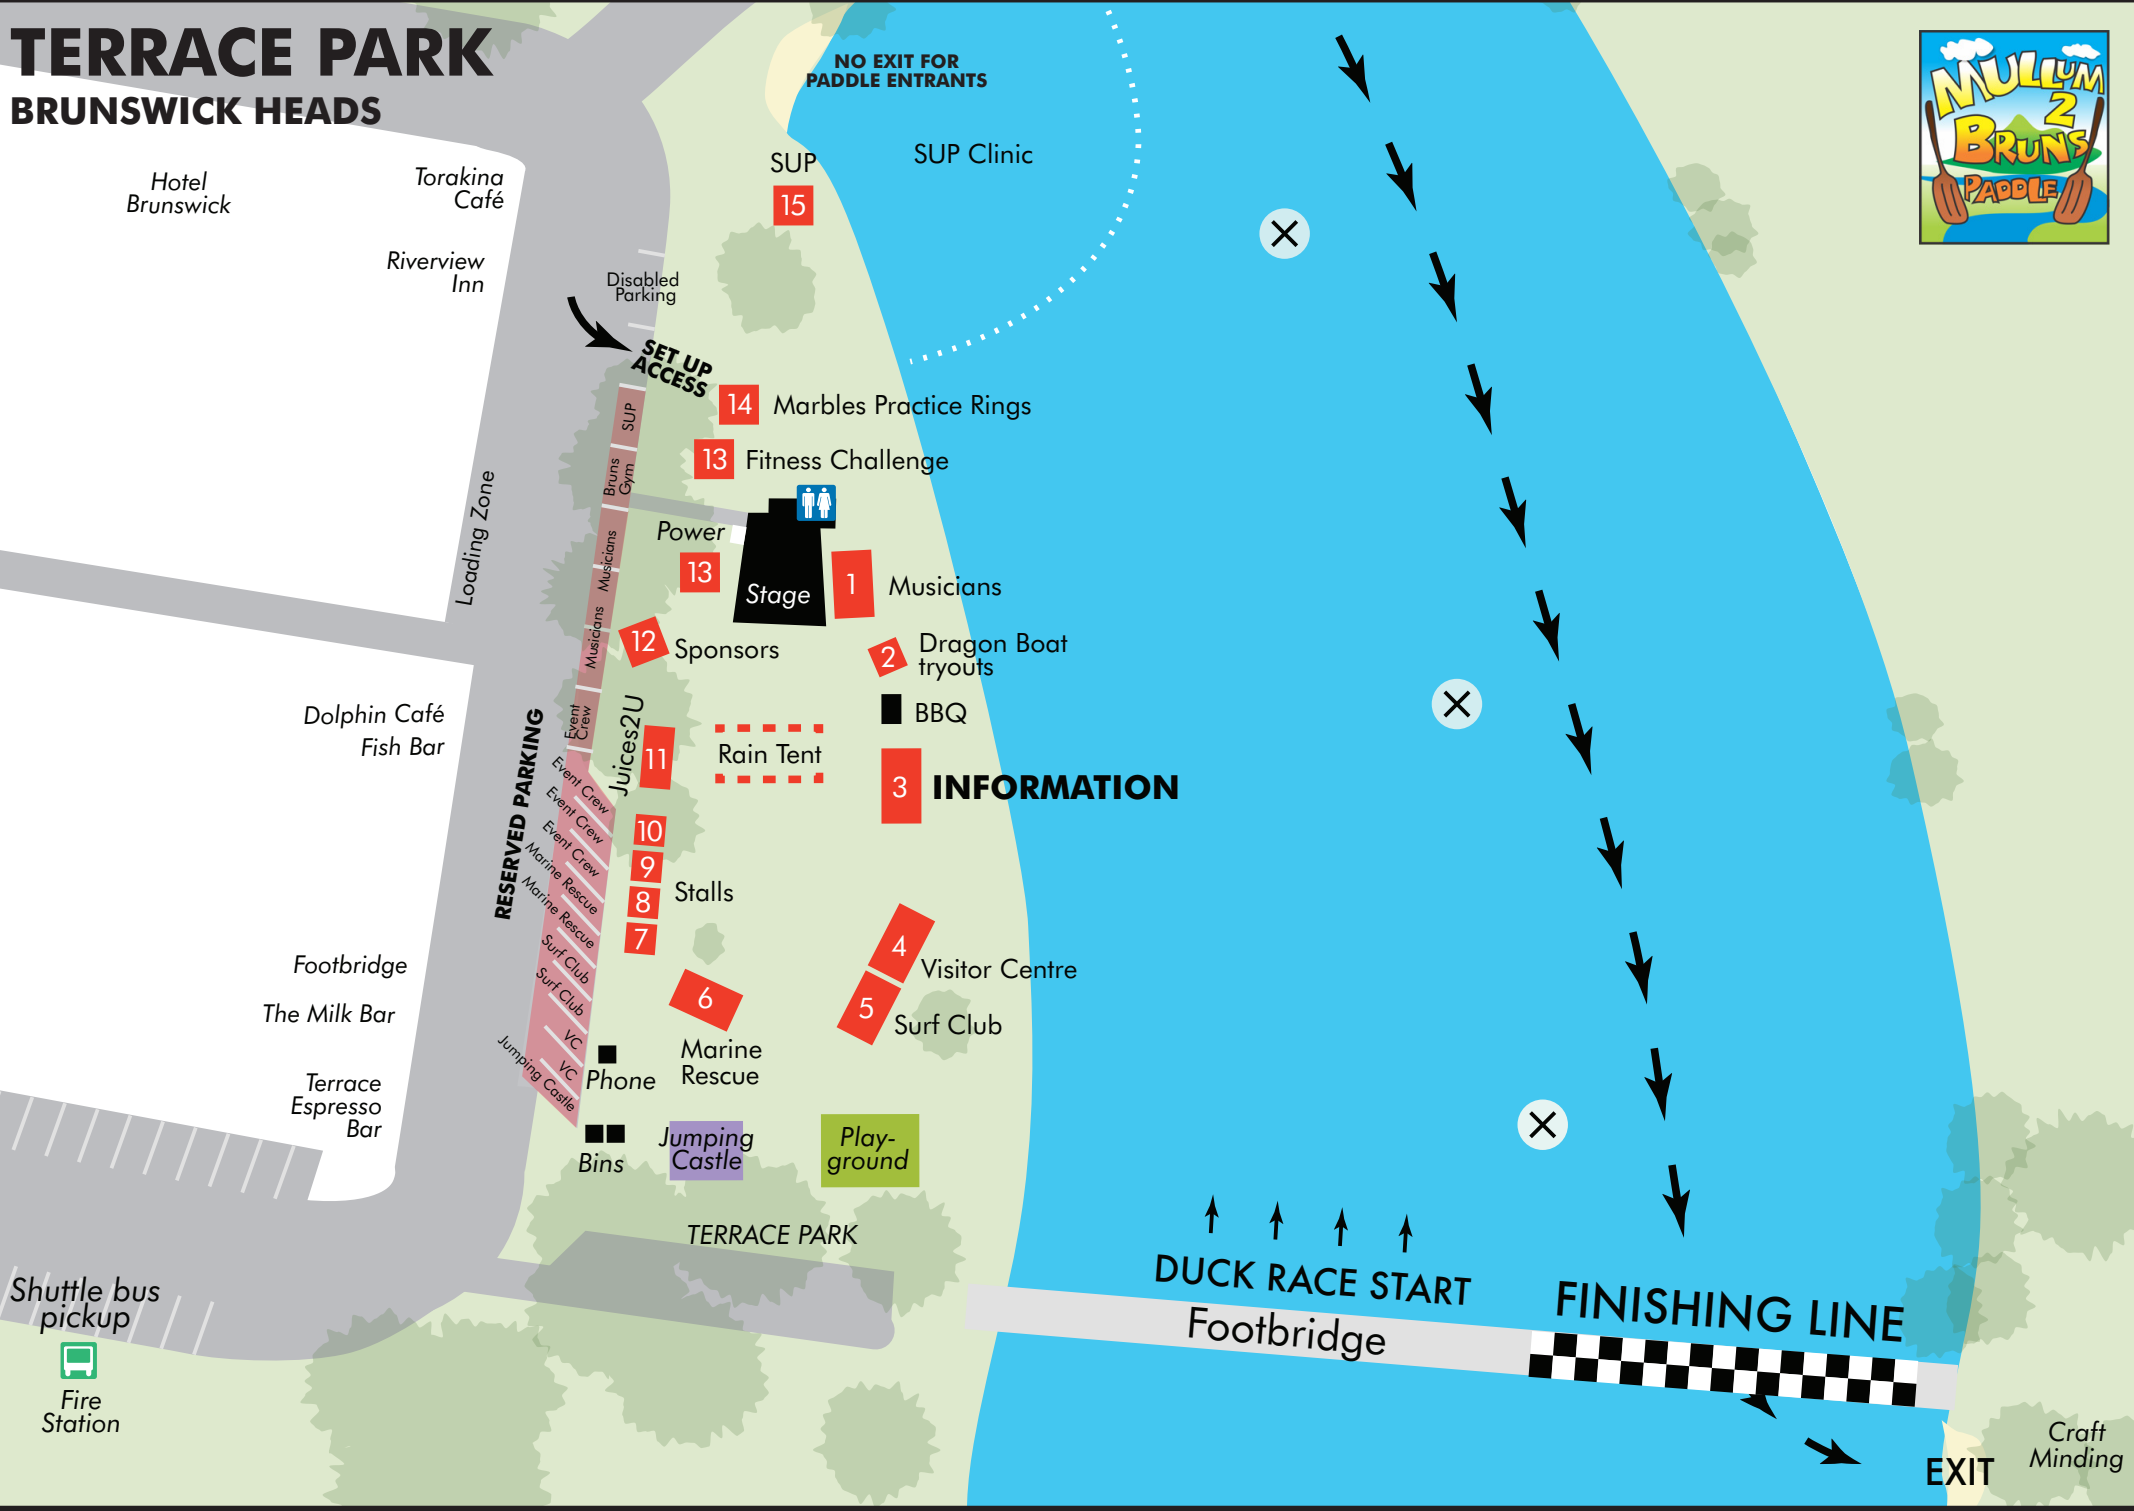 TERRACE PARK
BRUNSWICK HEADS
NO EXIT FOR
PADDLE ENTRANTS
SUP Clinic
MULLUM
2
BRUNS
PADDLE
Hotel
Brunswick
Torakina
Café
SUP
15
Riverview
Inn
Disabled
Parking
SET UP
ACCESS
14 Marbles Practice Rings
13 Fitness Challenge
SUP
Bruns
Gym
Musicians
Musicians
Event
Crew
Event Crew
Event Crew
Event Crew
Marine Rescue
Marine Rescue
Surf Club
Surf Club
VC
VC
Jumping Castle
Loading Zone
RESERVED PARKING
Power
13
Stage
1 Musicians
12 Sponsors
2 Dragon Boat
tryouts
BBQ
Juices2U
11
Rain Tent
3 INFORMATION
10
9
8
7
Stalls
Dolphin Café
Fish Bar
4
Visitor Centre
5
Surf Club
6
Marine
Rescue
Footbridge
The Milk Bar
Terrace
Espresso
Bar
Phone
Bins
Jumping
Castle
Play-
ground
TERRACE PARK
DUCK RACE START
FINISHING LINE
Footbridge
Shuttle bus
pickup
Fire
Station
EXIT
Craft
Minding